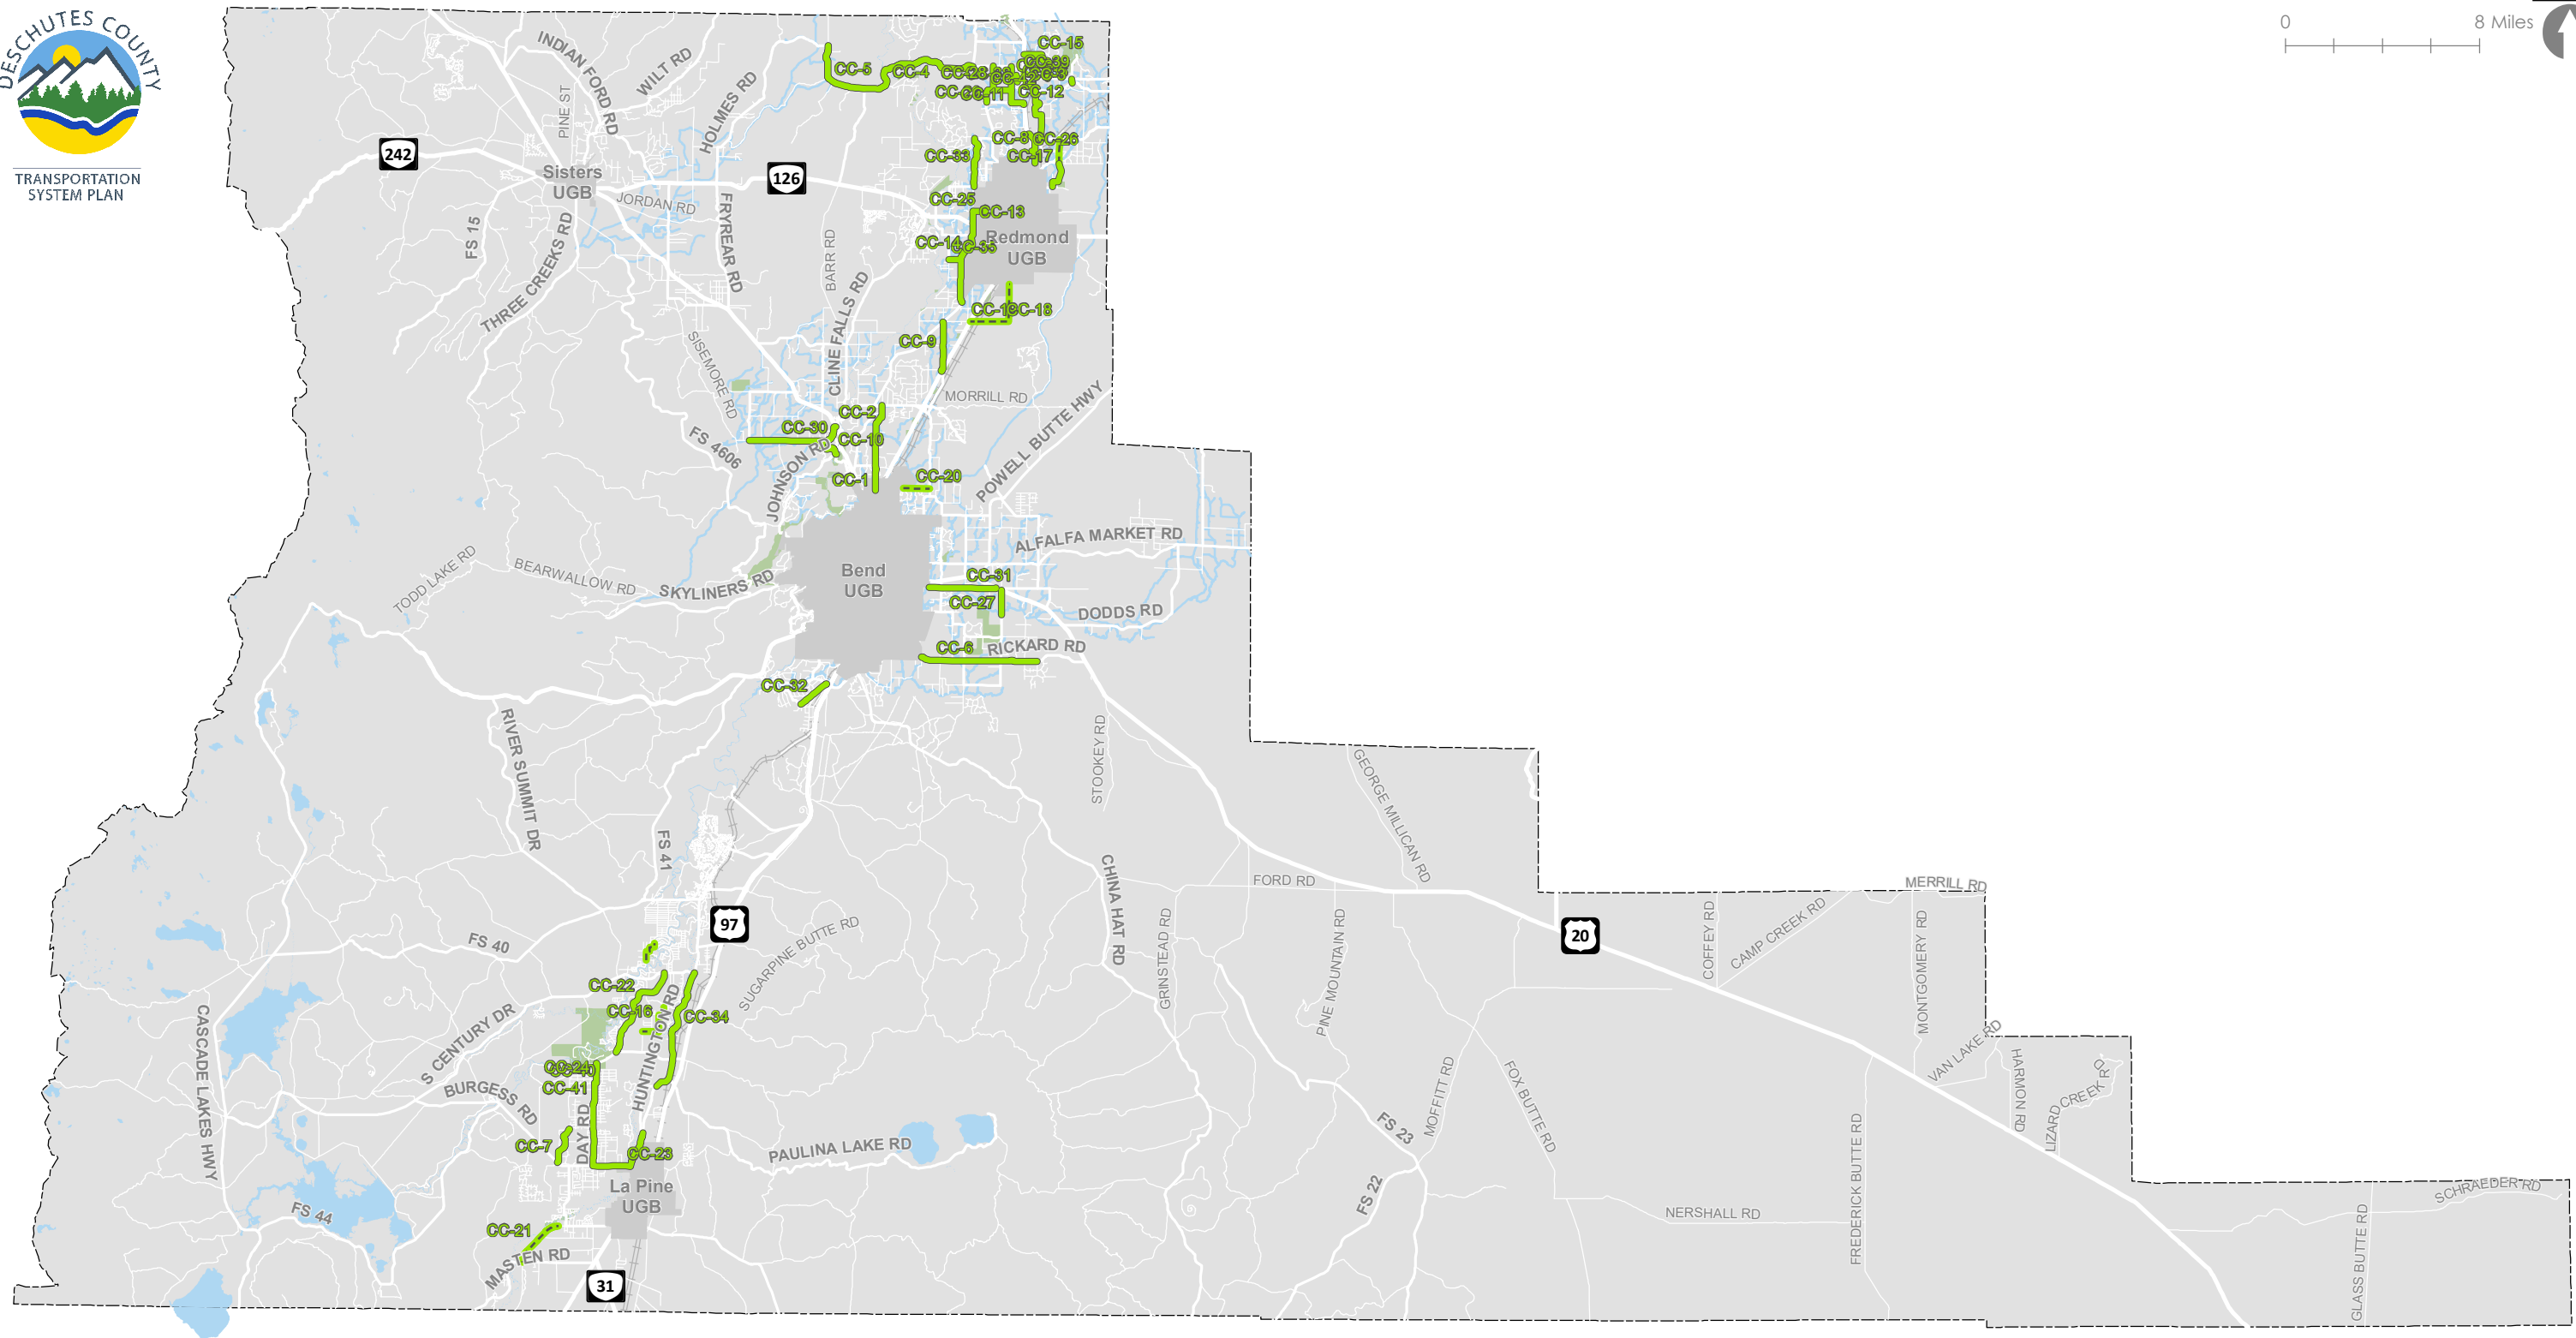 DESCHUTES COUNTY
TRANSPORTATION
SYSTEM PLAN
0
8 Miles
INDIAN FORD RD
WILT RD
PINE ST
HOLMES RD
CC-5
CC-4
CC-15
CC-12
CC-8
CC-26
CC-17
CC-33
242
Sisters
UGB
126
JORDAN RD
FRYREAR RD
FS 15
THREE CREEKS RD
BARR RD
CLINE FALLS RD
CC-25
CC-13
CC-14
Redmond
UGB
CC-18
CC-9
SISEMORE RD
MORRILL RD
POWELL BUTTE HWY
CC-2
CC-30
CC-10
FS 4606
JOHNSON RD
CC-1
CC-20
ALFALFA MARKET RD
TODD LAKE RD
BEARWALLOW RD
SKYLINERS RD
Bend
UGB
CC-31
CC-27
DODDS RD
CC-6
RICKARD RD
CC-32
RIVER SUMMIT DR
STOOKEY RD
GEORGE MILLICAN RD
FS 41
CHINA HAT RD
FORD RD
MERRILL RD
97
20
FS 40
SUGARPINE BUTTE RD
GRINSTEAD RD
PINE MOUNTAIN RD
COFFEY RD
CAMP CREEK RD
MONTGOMERY RD
CC-22
CC-16
CC-34
HUNTINGTON RD
CASCADE LAKES HWY
S CENTURY DR
BURGESS RD
CC-41
DAY RD
CC-7
CC-23
PAULINA LAKE RD
MOFFITT RD
FOX BUTTE RD
FS 23
FS 22
VAN LAKE RD
HARMON RD
LIZARD CREEK RD
La Pine
UGB
FS 44
CC-21
MASTEN RD
31
NERSHALL RD
FREDERICK BUTTE RD
GLASS BUTTE RD
SCHRAEDER RD